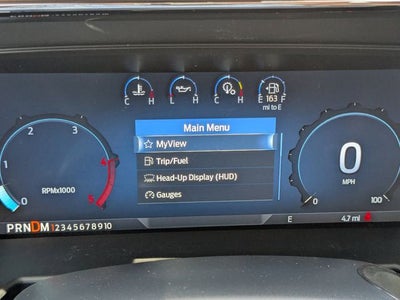 C H L H C H E 163 F
mi to E
Main Menu
MyView
Trip/Fuel
Head-Up Display (HUD)
Gauges
0 1 2 3 4 5
RPMx1000
0
MPH
0 100
PRNDM12345678910
E
4.7 mi